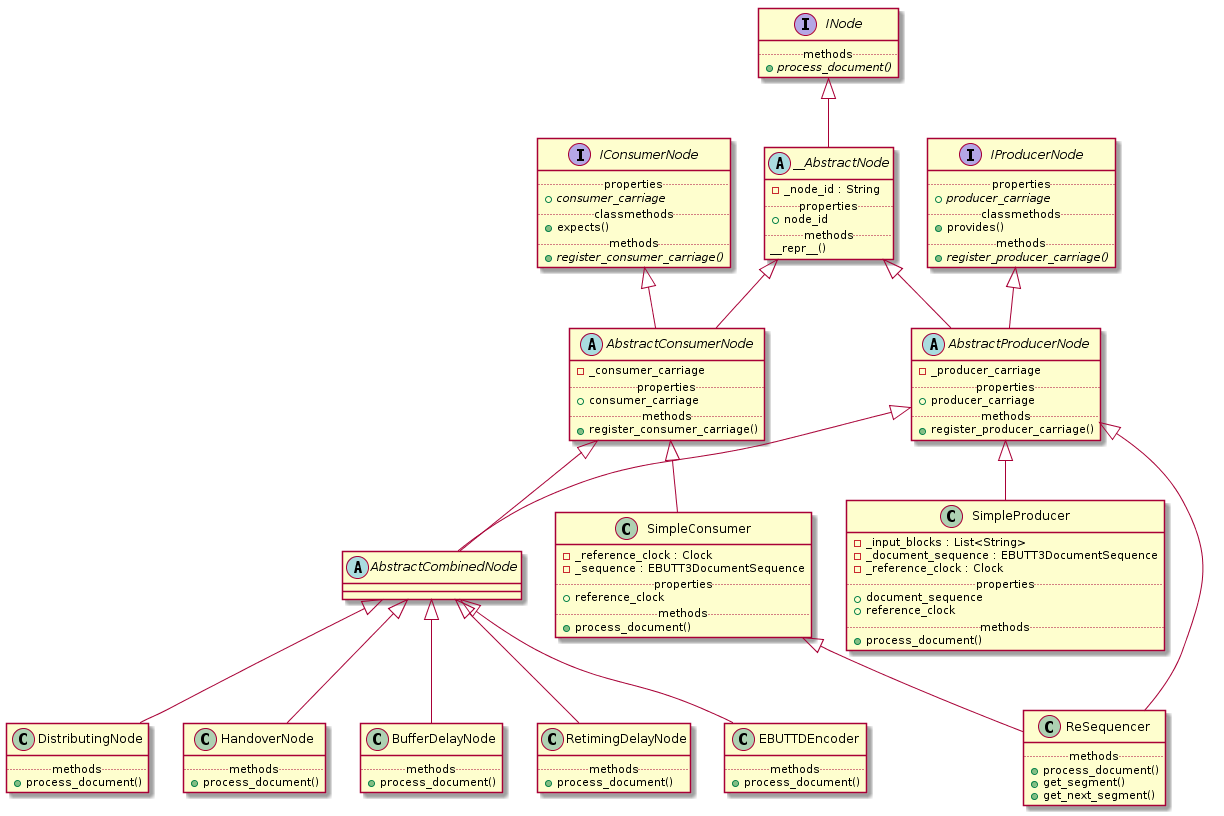 I INode
methods
process_document()
I IConsumerNode
properties
consumer_carriage
classmethods
expects()
methods
register_consumer_carriage()
A __AbstractNode
_node_id : String
properties
node_id
methods
__repr__()
I IProducerNode
properties
producer_carriage
classmethods
provides()
methods
register_producer_carriage()
A AbstractConsumerNode
_consumer_carriage
properties
consumer_carriage
methods
register_consumer_carriage()
A AbstractProducerNode
_producer_carriage
properties
producer_carriage
methods
register_producer_carriage()
A AbstractCombinedNode
C SimpleConsumer
_reference_clock : Clock
_sequence : EBUTT3DocumentSequence
properties
reference_clock
methods
process_document()
C SimpleProducer
_input_blocks : List<String>
_document_sequence : EBUTT3DocumentSequence
_reference_clock : Clock
properties
document_sequence
reference_clock
methods
process_document()
C DistributingNode
methods
process_document()
C HandoverNode
methods
process_document()
C BufferDelayNode
methods
process_document()
C RetimingDelayNode
methods
process_document()
C EBUTTDEncoder
methods
process_document()
C ReSequencer
methods
process_document()
get_segment()
get_next_segment()